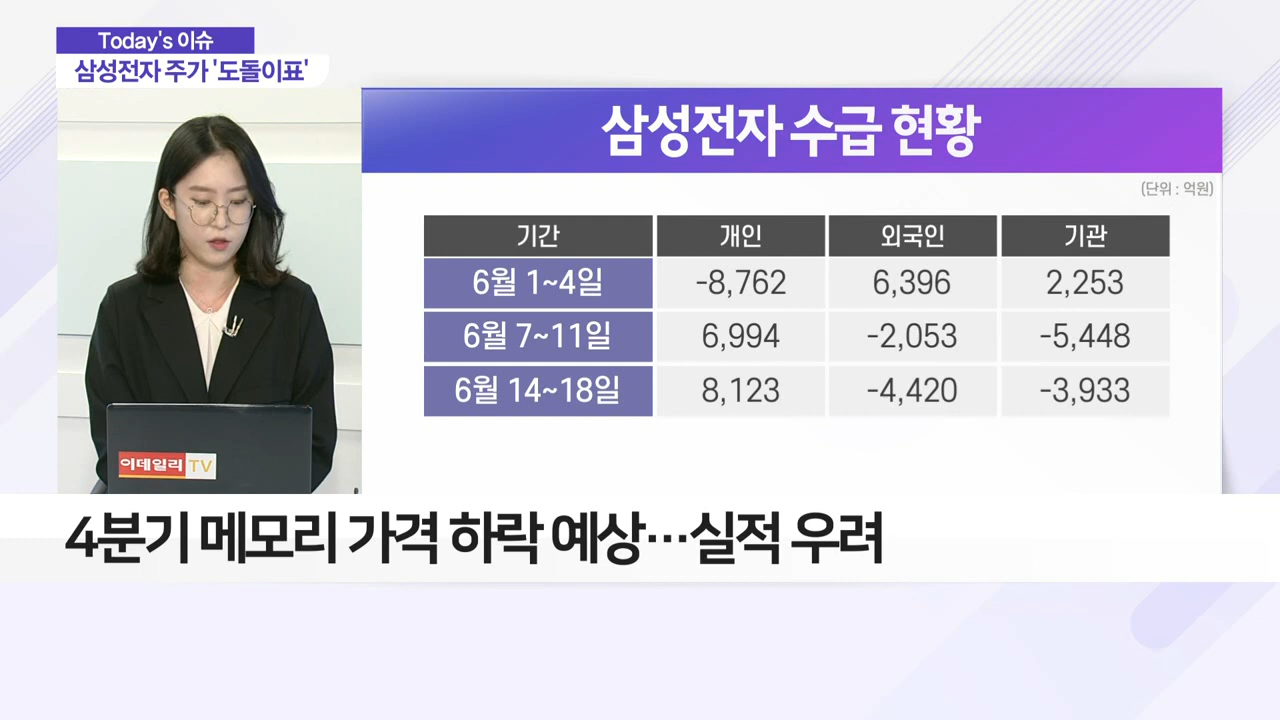 Today's 이슈
삼성전자 주가 '도돌이표'
삼성전자 수급 현황
(단위 : 억원)
기간 개인 외국인 기관
6월 1~4일 -8,762 6,396 2,253
6월 7~11일 6,994 -2,053 -5,448
6월 14~18일 8,123 -4,420 -3,933
이데일리 TV
4분기 메모리 가격 하락 예상…실적 우려